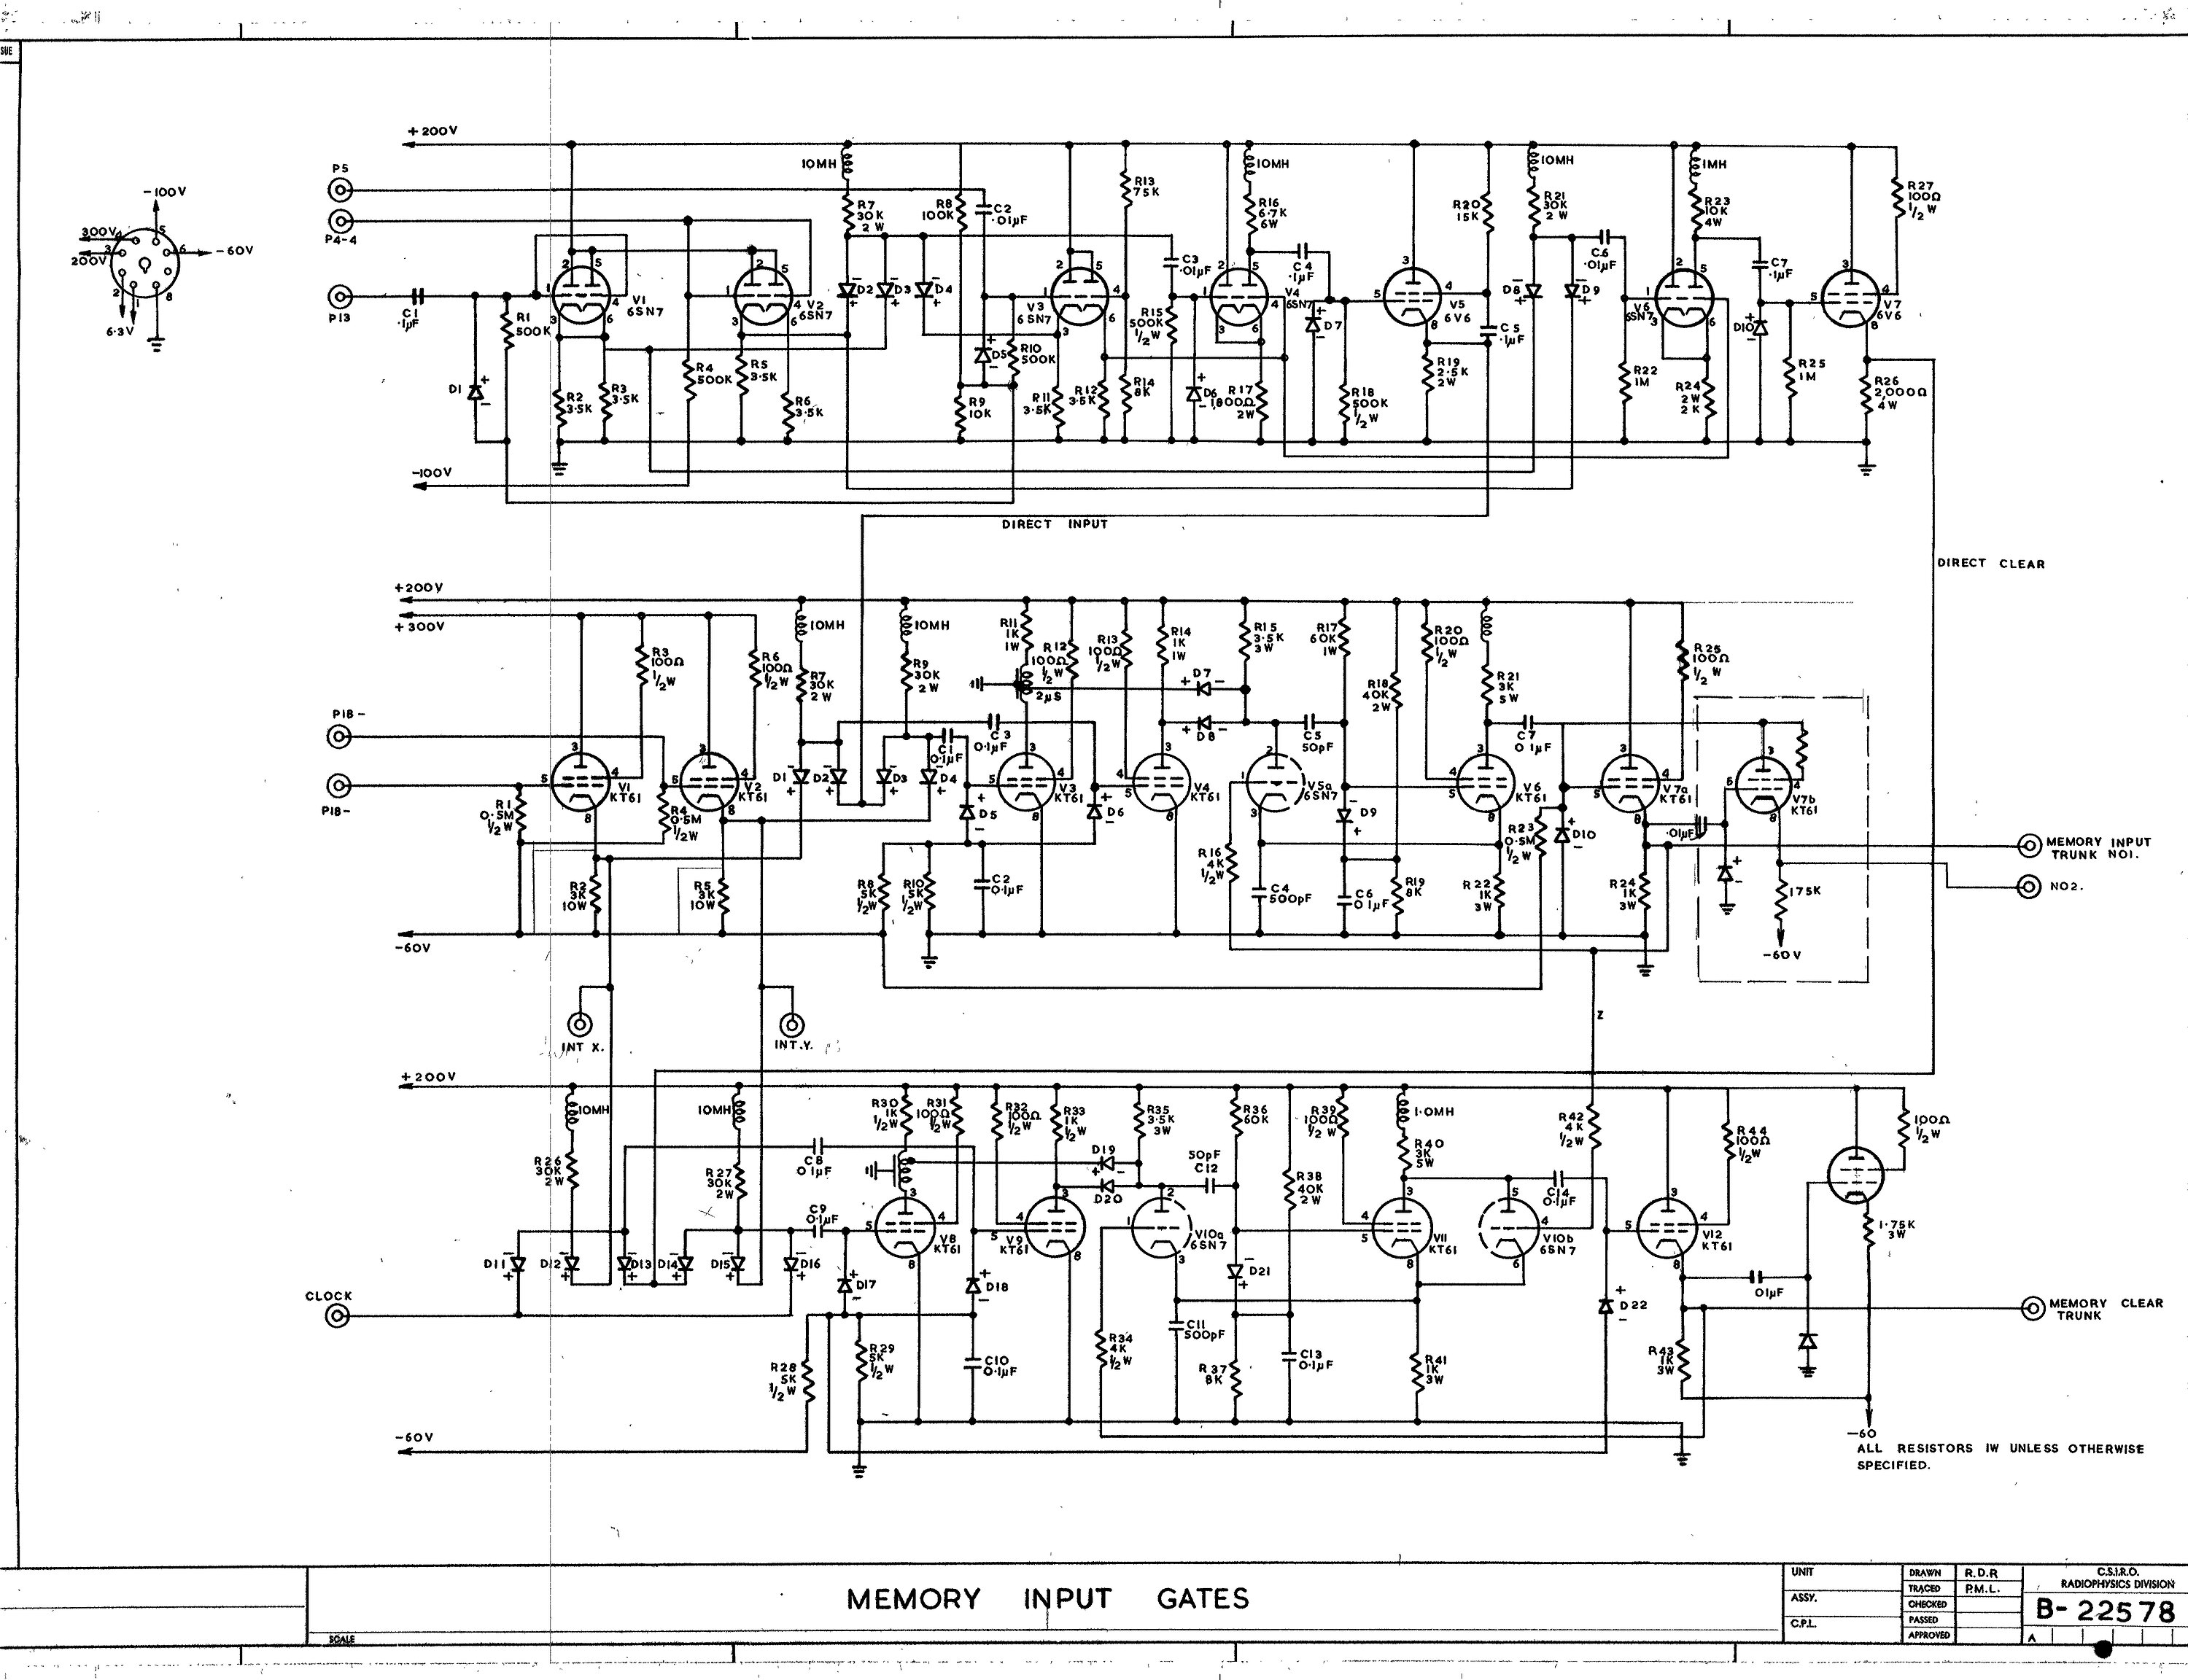 SUE
-100V
300V
4
5
3
6
-60V
200V
2
1
8
6·3V
P5
P4-4
P13
+200V
C1
·1µF
D1
R1
500K
V1
6SN7
R2
3.5K
R3
3.5K
R4
500K
V2
6SN7
R5
3.5K
R6
3.5K
10MH
R7
30K
2W
D2
D3
D4
R8
100K
C2
·01µF
D5
R9
10K
R10
500K
V3
6SN7
R11
3.5K
R12
3.5K
R13
75K
R14
8K
C3
·01µF
R15
500K
1/2W
D6
10MH
R16
6·7K
6W
V4
6SN7
R17
1,800Ω
2W
C4
·1µF
D7
R18
500K
1/2W
V5
6V6
R19
2.5K
2W
R20
15K
C5
·1µF
10MH
R21
30K
2W
D8
D9
C6
·01µF
R22
1M
V6
6SN7
1MH
R23
10K
4W
R24
2W
2K
C7
·1µF
D10
R25
1M
V7
6V6
R27
100Ω
1/2W
R26
2,000Ω
4W
-100V
DIRECT INPUT
DIRECT CLEAR
+200V
+300V
P18-
P18-
R1
0·5M
1/2W
V1
KT61
R2
3K
10W
R3
100Ω
1/2W
R4
0·5M
1/2W
V2
KT61
R5
3K
10W
R6
100Ω
1/2W
10MH
R7
30K
2W
10MH
R9
30K
2W
D1
D2
D3
D4
C3
0·1µF
C1
0·1µF
D5
R8
5K
1/2W
R10
5K
1/2W
C2
0·1µF
R11
1K
1W
2µS
R12
100Ω
1/2W
V3
KT61
D6
R13
100Ω
1/2W
R14
1K
1W
V4
KT61
D7
D8
R15
3·5K
3W
C5
50pF
V5a
6SN7
R16
4K
1/2W
C4
500pF
R17
60K
1W
D9
C6
0·1µF
R18
40K
2W
R19
8K
R20
100Ω
1/2W
R21
3K
5W
V6
KT61
R22
1K
3W
C7
0·1µF
R23
0·5M
1/2W
D10
V7a
KT61
R24
1K
3W
R25
100Ω
1/2W
·01µF
V7b
KT61
175K
-60V
MEMORY INPUT
TRUNK NO1.
NO2.
-60V
INT X.
INT.Y.
Z
+200V
10MH
R26
30K
2W
10MH
R27
30K
2W
C8
0·1µF
C9
0·1µF
D11
D12
D13
D14
D15
D16
CLOCK
D17
D18
R28
5K
1/2W
R29
5K
1/2W
C10
0·1µF
R30
1K
1/2W
R31
100Ω
1/2W
V8
KT61
R32
100Ω
1/2W
R33
1K
1/2W
V9
KT61
D19
D20
R35
3·5K
3W
50pF
C12
V10a
6SN7
R34
4K
1/2W
C11
500pF
R36
60K
D21
R37
8K
R38
40K
2W
C13
0·1µF
R39
100Ω
1/2W
1·0MH
R40
3K
5W
V11
KT61
R41
1K
3W
V10b
6SN7
C14
0·1µF
R42
4K
1/2W
D22
V12
KT61
R43
1K
3W
R44
100Ω
1/2W
01µF
100Ω
1/2W
1·75K
3W
MEMORY CLEAR
TRUNK
-60V
-60
ALL RESISTORS 1W UNLESS OTHERWISE
SPECIFIED.
MEMORY INPUT GATES
SCALE
UNIT
ASSY.
C.P.L.
DRAWN R.D.R
TRACED P.M.L.
CHECKED
PASSED
APPROVED
C.S.I.R.O.
RADIOPHYSICS DIVISION
B-22578
A